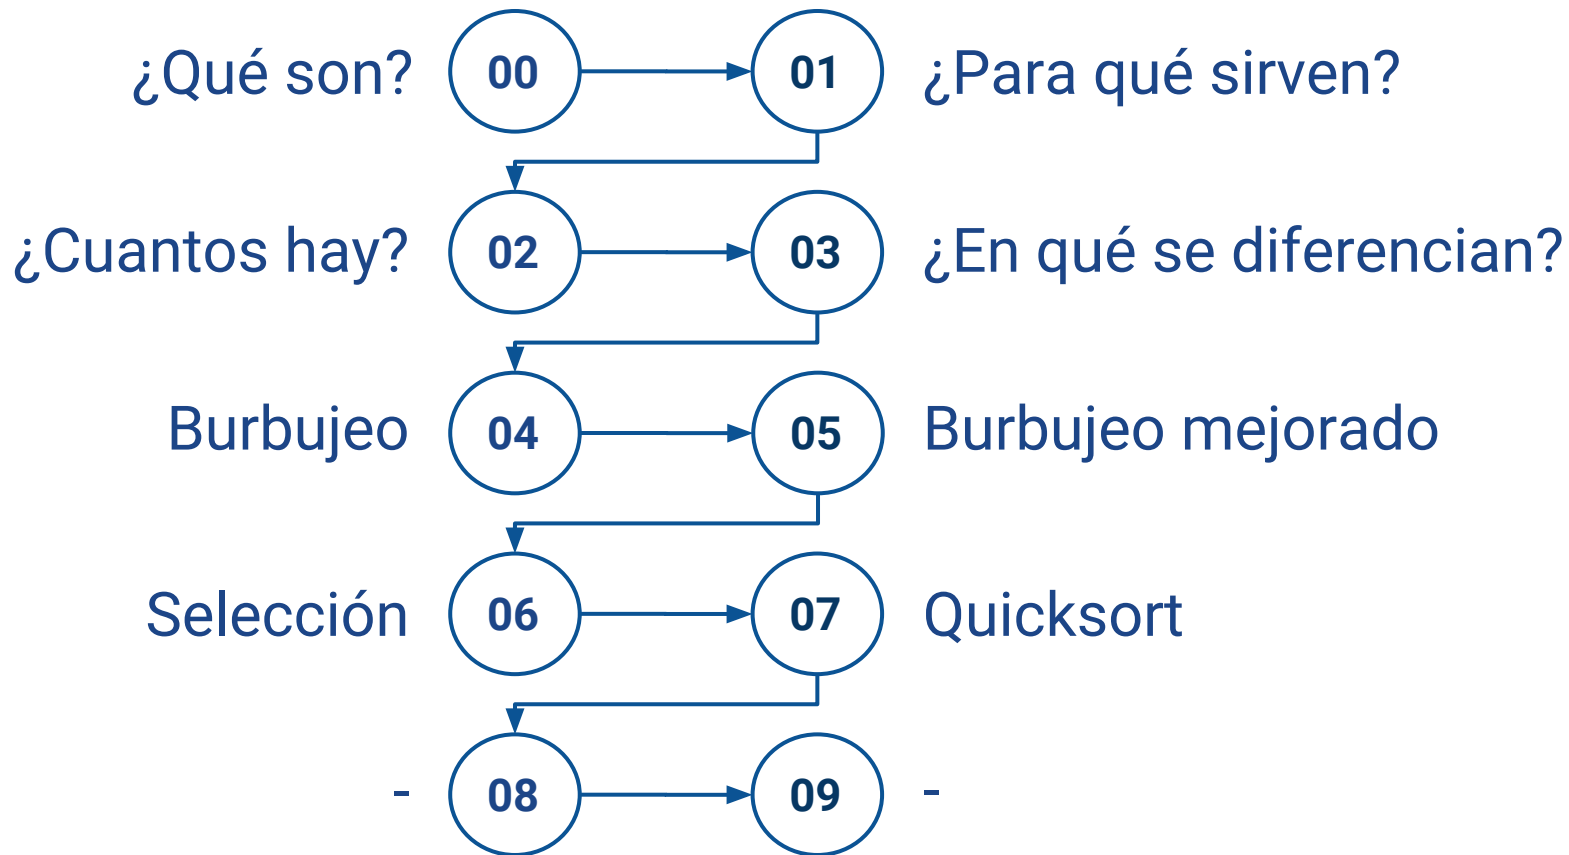 ¿Qué son? 00 01 ¿Para qué sirven?
¿Cuantos hay? 02 03 ¿En qué se diferencian?
Burbujeo 04 05 Burbujeo mejorado
Selección 06 07 Quicksort
- 08 09 -